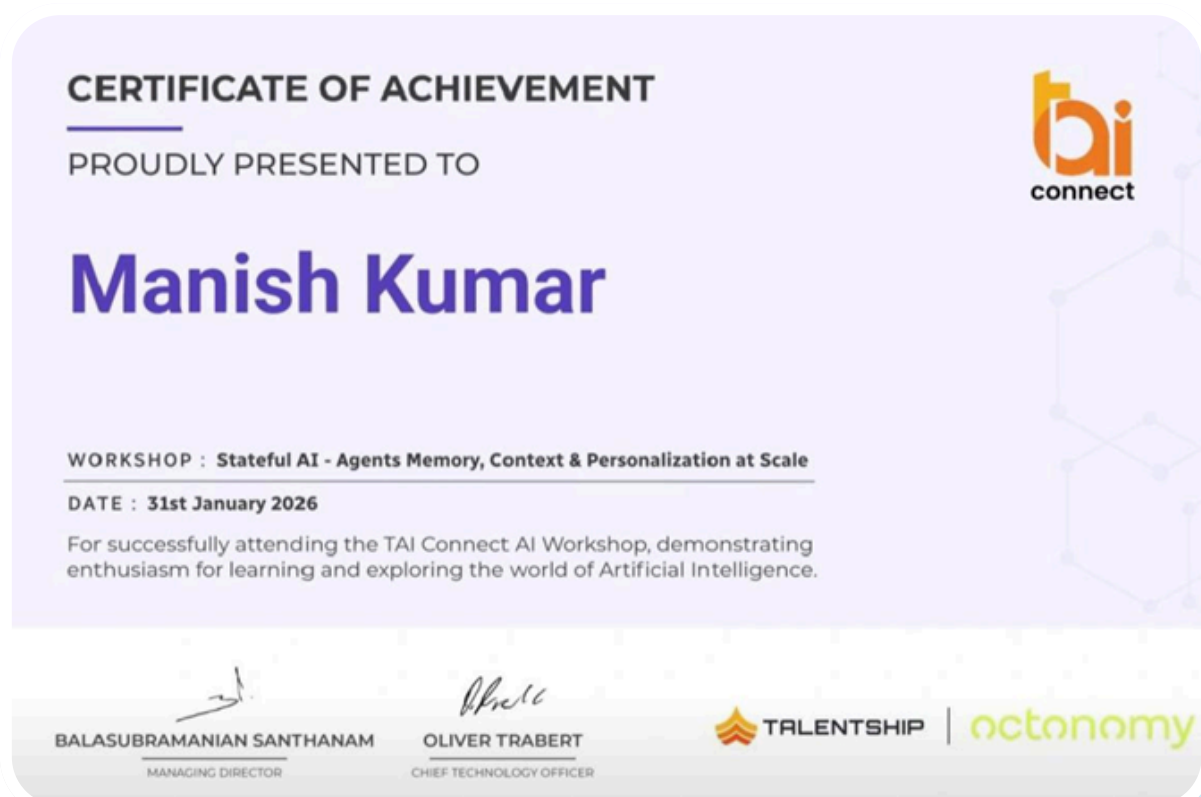 CERTIFICATE OF ACHIEVEMENT
PROUDLY PRESENTED TO
tai
connect
Manish Kumar
WORKSHOP : Stateful AI - Agents Memory, Context & Personalization at Scale
DATE : 31st January 2026
For successfully attending the TAI Connect AI Workshop, demonstrating
enthusiasm for learning and exploring the world of Artificial Intelligence.
BALASUBRAMANIAN SANTHANAM
MANAGING DIRECTOR
OLIVER TRABERT
CHIEF TECHNOLOGY OFFICER
TALENTSHIP
octonomy